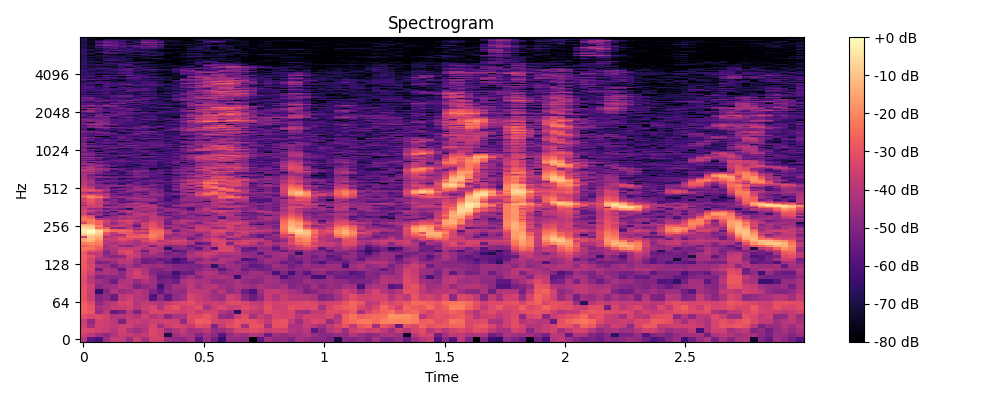 Spectrogram
Hz
4096
2048
1024
512
256
128
64
0
0
0.5
1
1.5
2
2.5
Time
+0 dB
-10 dB
-20 dB
-30 dB
-40 dB
-50 dB
-60 dB
-70 dB
-80 dB